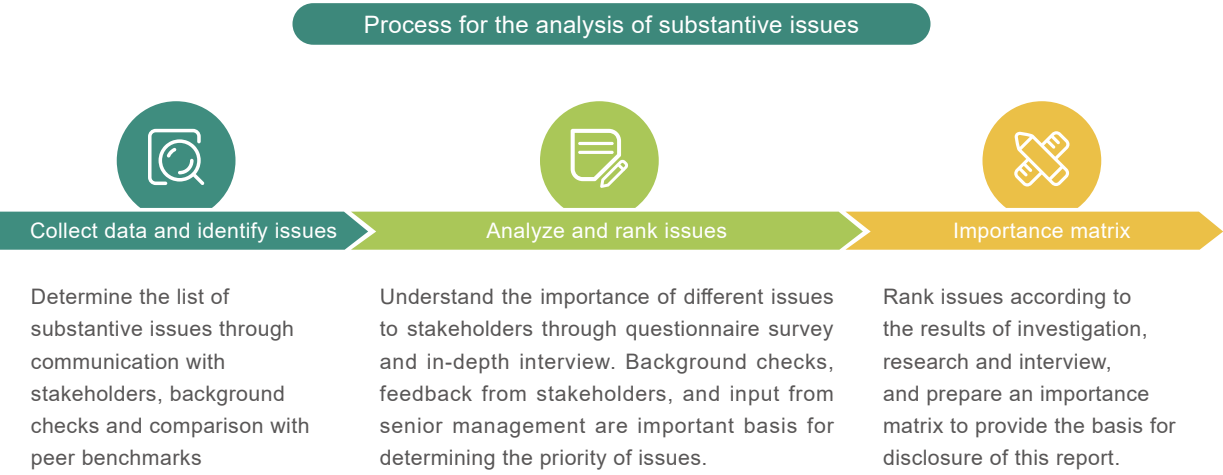 Process for the analysis of substantive issues
Collect data and identify issues
Determine the list of
substantive issues through
communication with
stakeholders, background
checks and comparison with
peer benchmarks
Analyze and rank issues
Understand the importance of different issues
to stakeholders through questionnaire survey
and in-depth interview. Background checks,
feedback from stakeholders, and input from
senior management are important basis for
determining the priority of issues.
Importance matrix
Rank issues according to
the results of investigation,
research and interview,
and prepare an importance
matrix to provide the basis for
disclosure of this report.